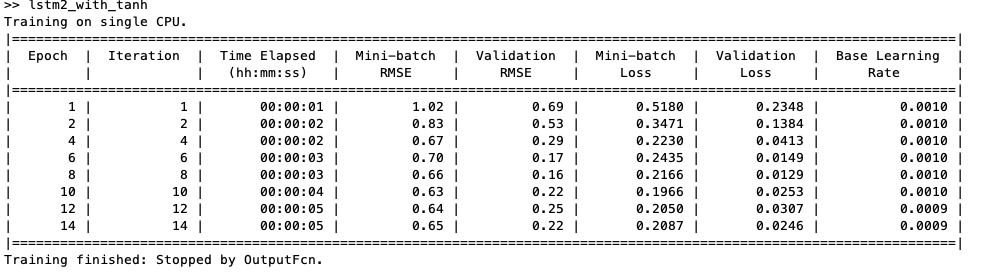 >> lstm2_with_tanh
Training on single CPU.
|======================================================================================================================|
| Epoch | Iteration | Time Elapsed | Mini-batch | Validation | Mini-batch | Validation | Base Learning |
| | | (hh:mm:ss) | RMSE | RMSE | Loss | Loss | Rate |
|======================================================================================================================|
| 1 | 1 | 00:00:01 | 1.02 | 0.69 | 0.5180 | 0.2348 | 0.0010 |
| 2 | 2 | 00:00:02 | 0.83 | 0.53 | 0.3471 | 0.1384 | 0.0010 |
| 4 | 4 | 00:00:02 | 0.67 | 0.29 | 0.2230 | 0.0413 | 0.0010 |
| 6 | 6 | 00:00:03 | 0.70 | 0.17 | 0.2435 | 0.0149 | 0.0010 |
| 8 | 8 | 00:00:03 | 0.66 | 0.16 | 0.2166 | 0.0129 | 0.0010 |
| 10 | 10 | 00:00:04 | 0.63 | 0.22 | 0.1966 | 0.0253 | 0.0010 |
| 12 | 12 | 00:00:05 | 0.64 | 0.25 | 0.2050 | 0.0307 | 0.0009 |
| 14 | 14 | 00:00:05 | 0.65 | 0.22 | 0.2087 | 0.0246 | 0.0009 |
|======================================================================================================================|
Training finished: Stopped by OutputFcn.